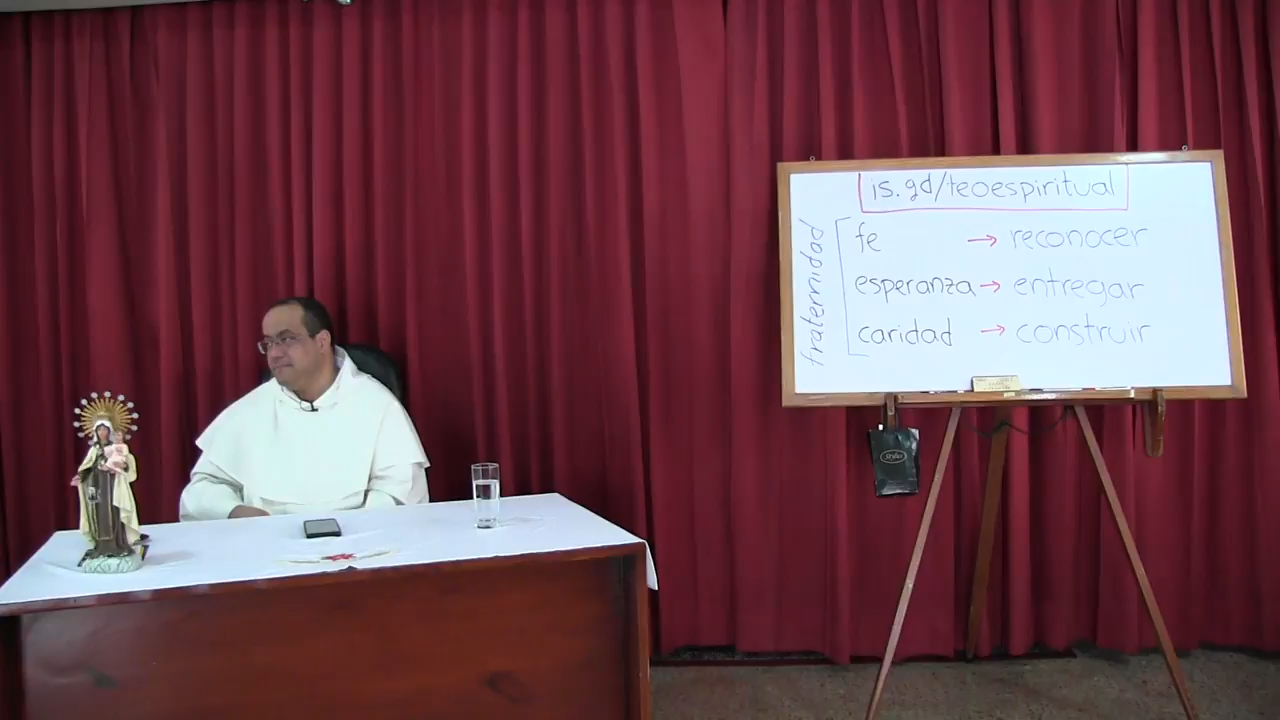 is.gd/teoespiritual
fraternidad
fe → reconocer
esperanza → entregar
caridad → construir